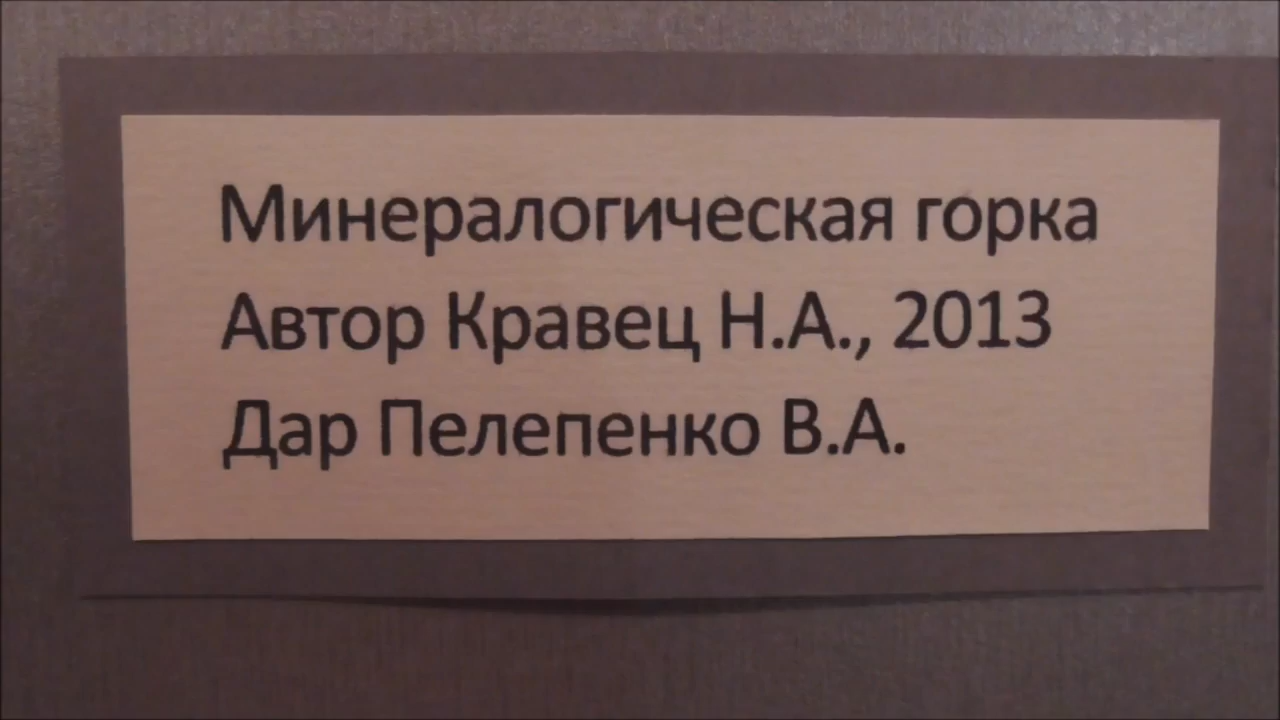 Минералогическая горка
Автор Кравец Н.А., 2013
Дар Пелепенко В.А.